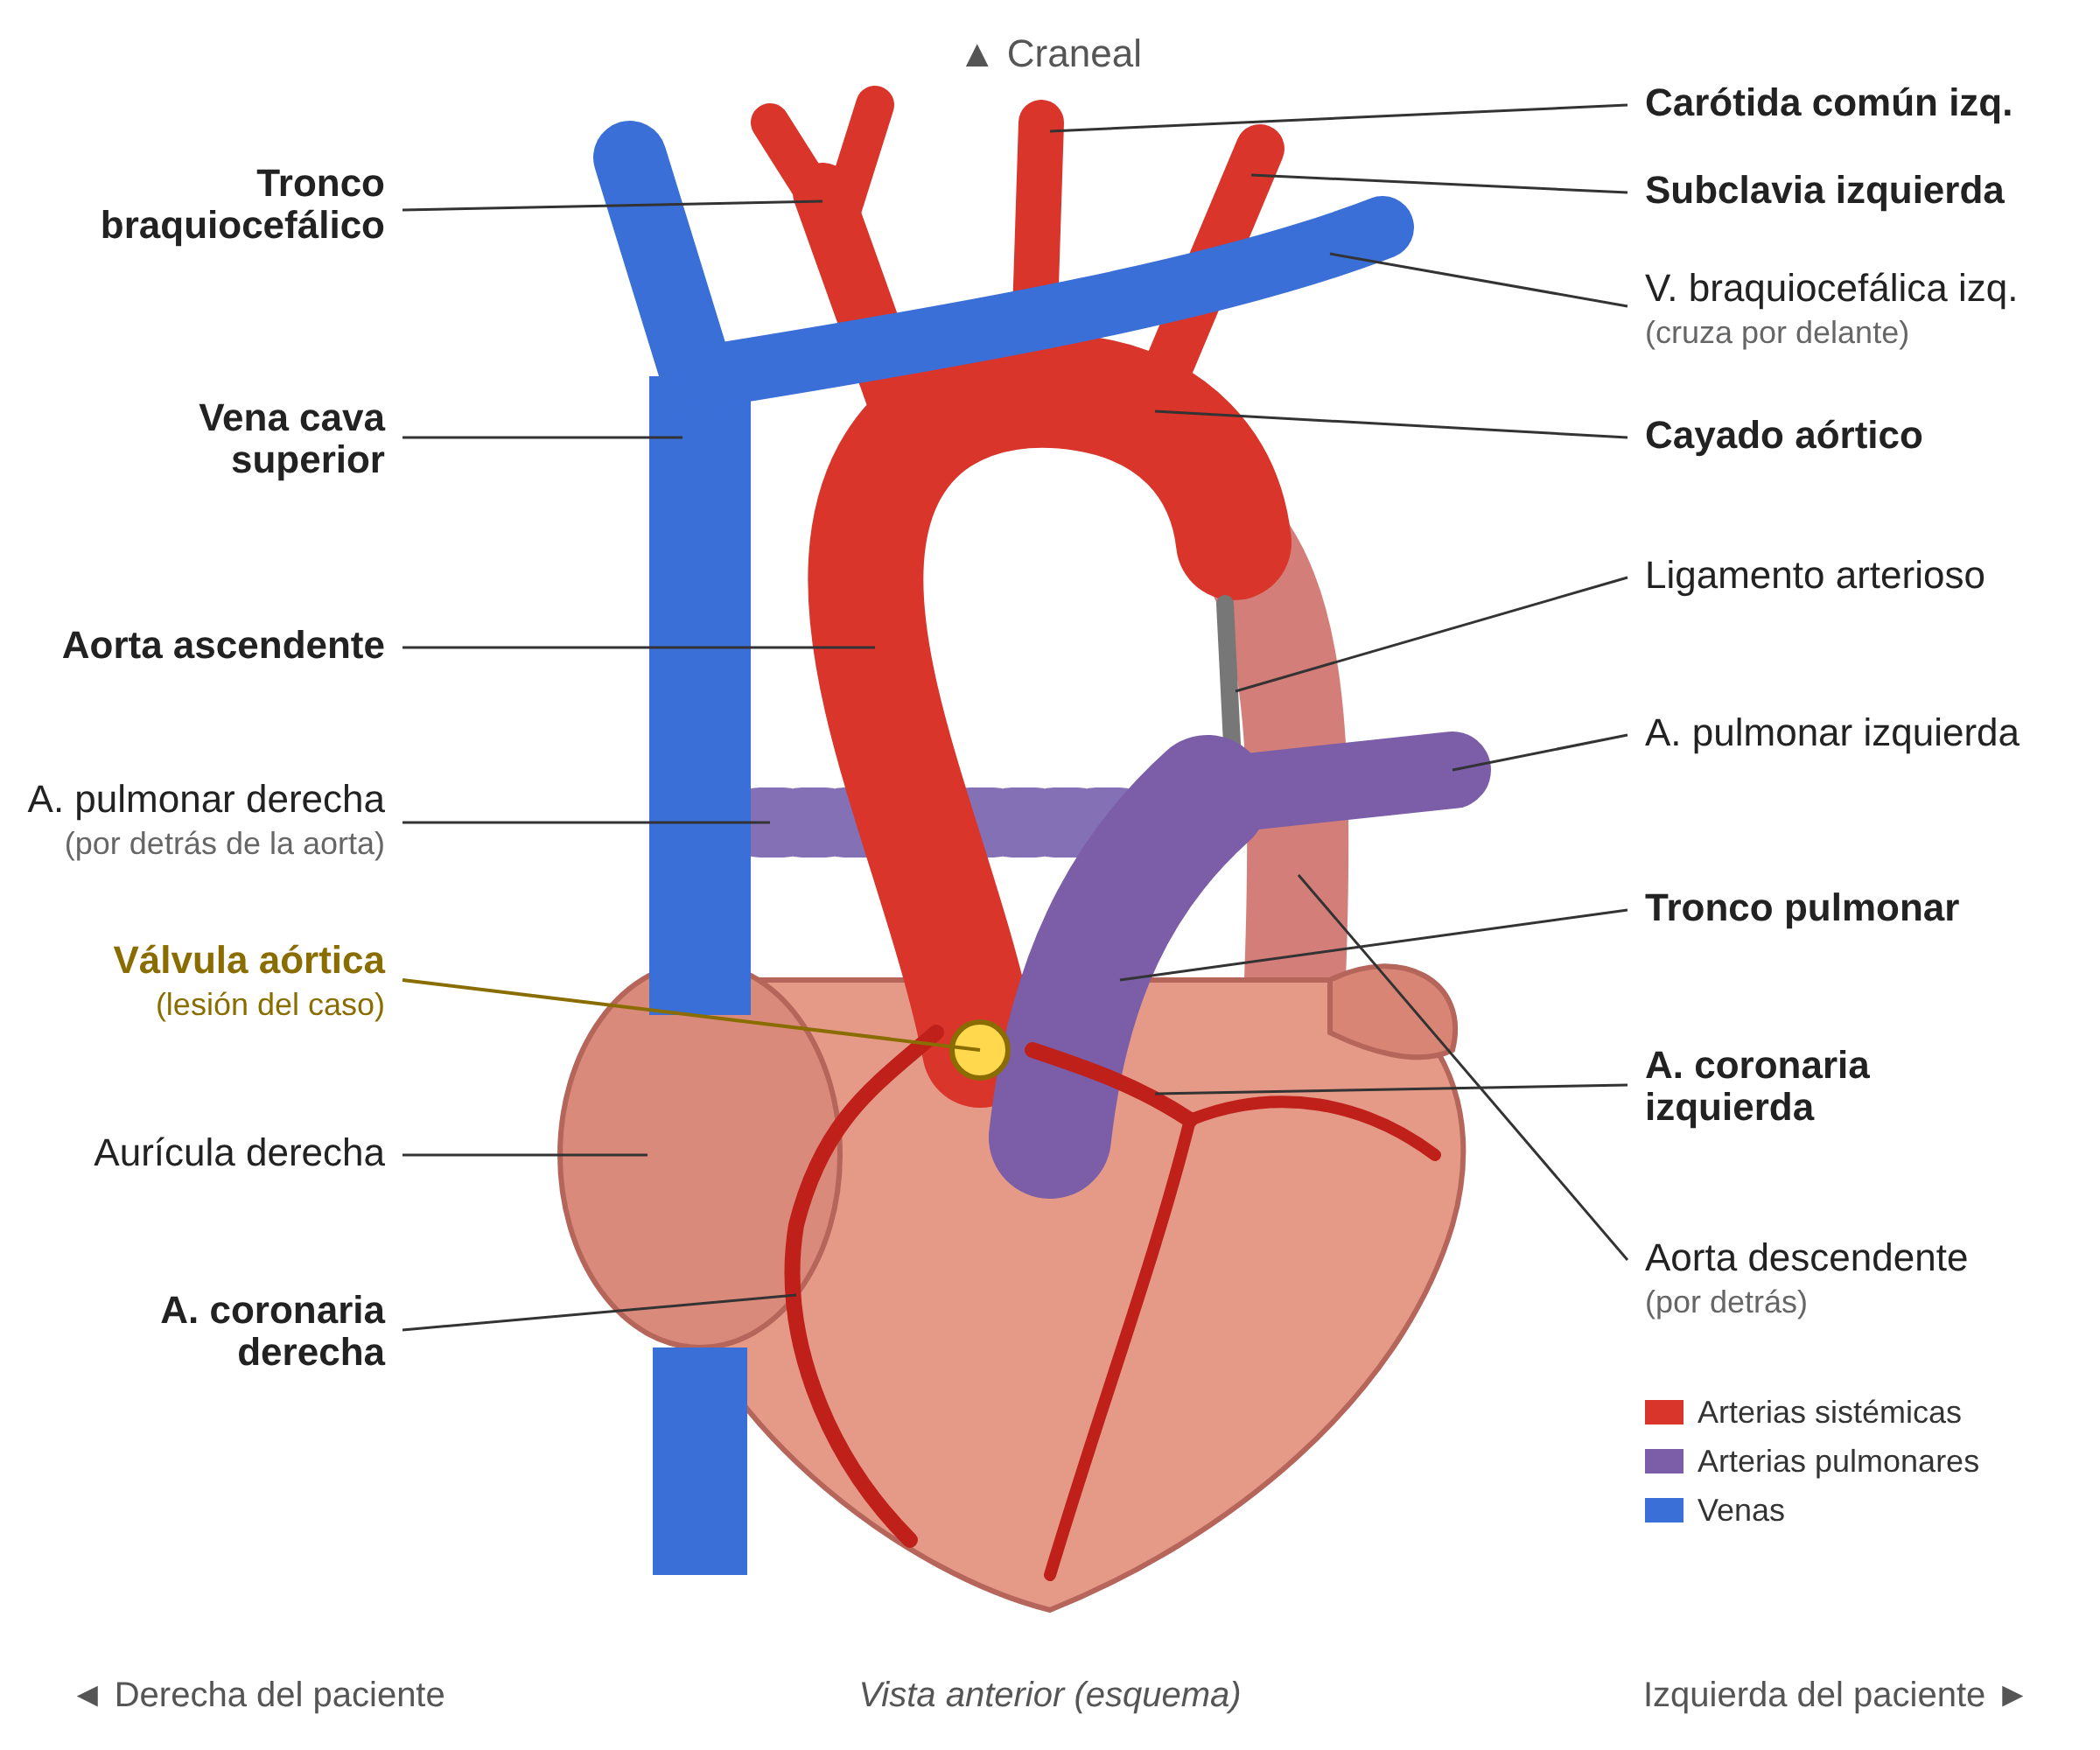 ▲ Craneal
Tronco
braquiocefálico
Vena cava
superior
Aorta ascendente
A. pulmonar derecha
(por detrás de la aorta)
Válvula aórtica
(lesión del caso)
Aurícula derecha
A. coronaria
derecha
Carótida común izq.
Subclavia izquierda
V. braquiocefálica izq.
(cruza por delante)
Cayado aórtico
Ligamento arterioso
A. pulmonar izquierda
Tronco pulmonar
A. coronaria
izquierda
Aorta descendente
(por detrás)
Arterias sistémicas
Arterias pulmonares
Venas
◄ Derecha del paciente
Vista anterior (esquema)
Izquierda del paciente ►